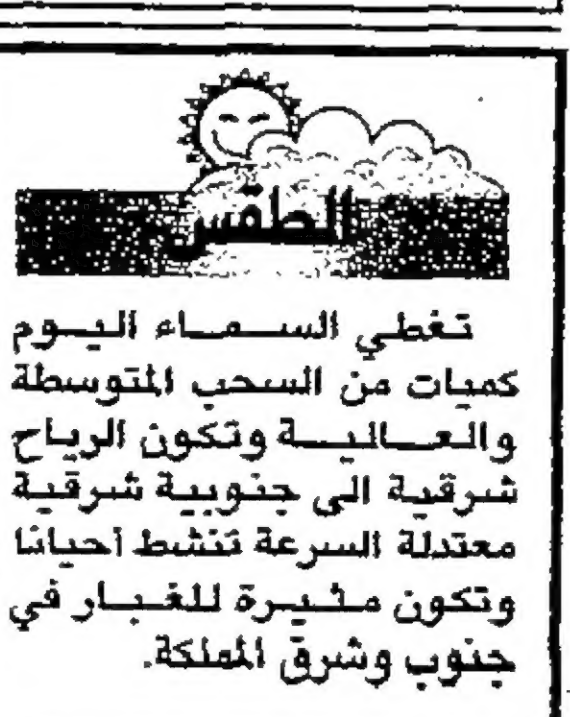 الطقس
تغطي السماء اليوم
كميات من السحب المتوسطة
والعالية وتكون الرياح
شرقية الى جنوبية شرقية
معتدلة السرعة تنشط أحيانا
وتكون مثيرة للغبار في
جنوب وشرق المملكة.